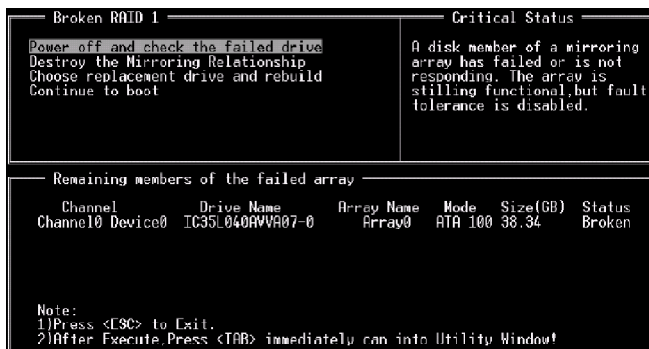 Broken RAID 1
Critical Status
Power off and check the failed drive
Destroy the Mirroring Relationship
Choose replacement drive and rebuild
Continue to boot
A disk member of a mirroring
array has failed or is not
responding. The array is
stilling functional,but fault
tolerance is disabled.
Remaining members of the failed array
Channel Drive Name Array Name Mode Size(GB) Status
Channel0 Device0 IC35L040AVVA07-0 Array0 ATA 100 38.34 Broken
Note:
1)Press <ESC> to Exit.
2)After Execute,Press <TAB> immediately can into Utility Window!